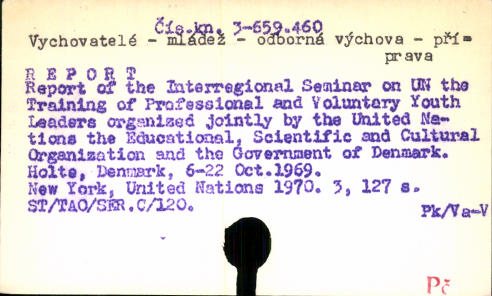 Čís.kn. 3-659.460
Vychovatelé - mládež - odborná výchova - pří-
prava
R E P O R T
Report of the Interregional Seminar on UN the
Training of Professional and Voluntary Youth
Leaders organized jointly by the United Na-
tions the Educational, Scientific and Cultural
Organization and the Government of Denmark.
Holte, Denmark, 6-22 Oct.1969.
New York, United Nations 1970. 3, 127 s.
ST/TAO/SER.C/120.
Pk/Va-V
Př